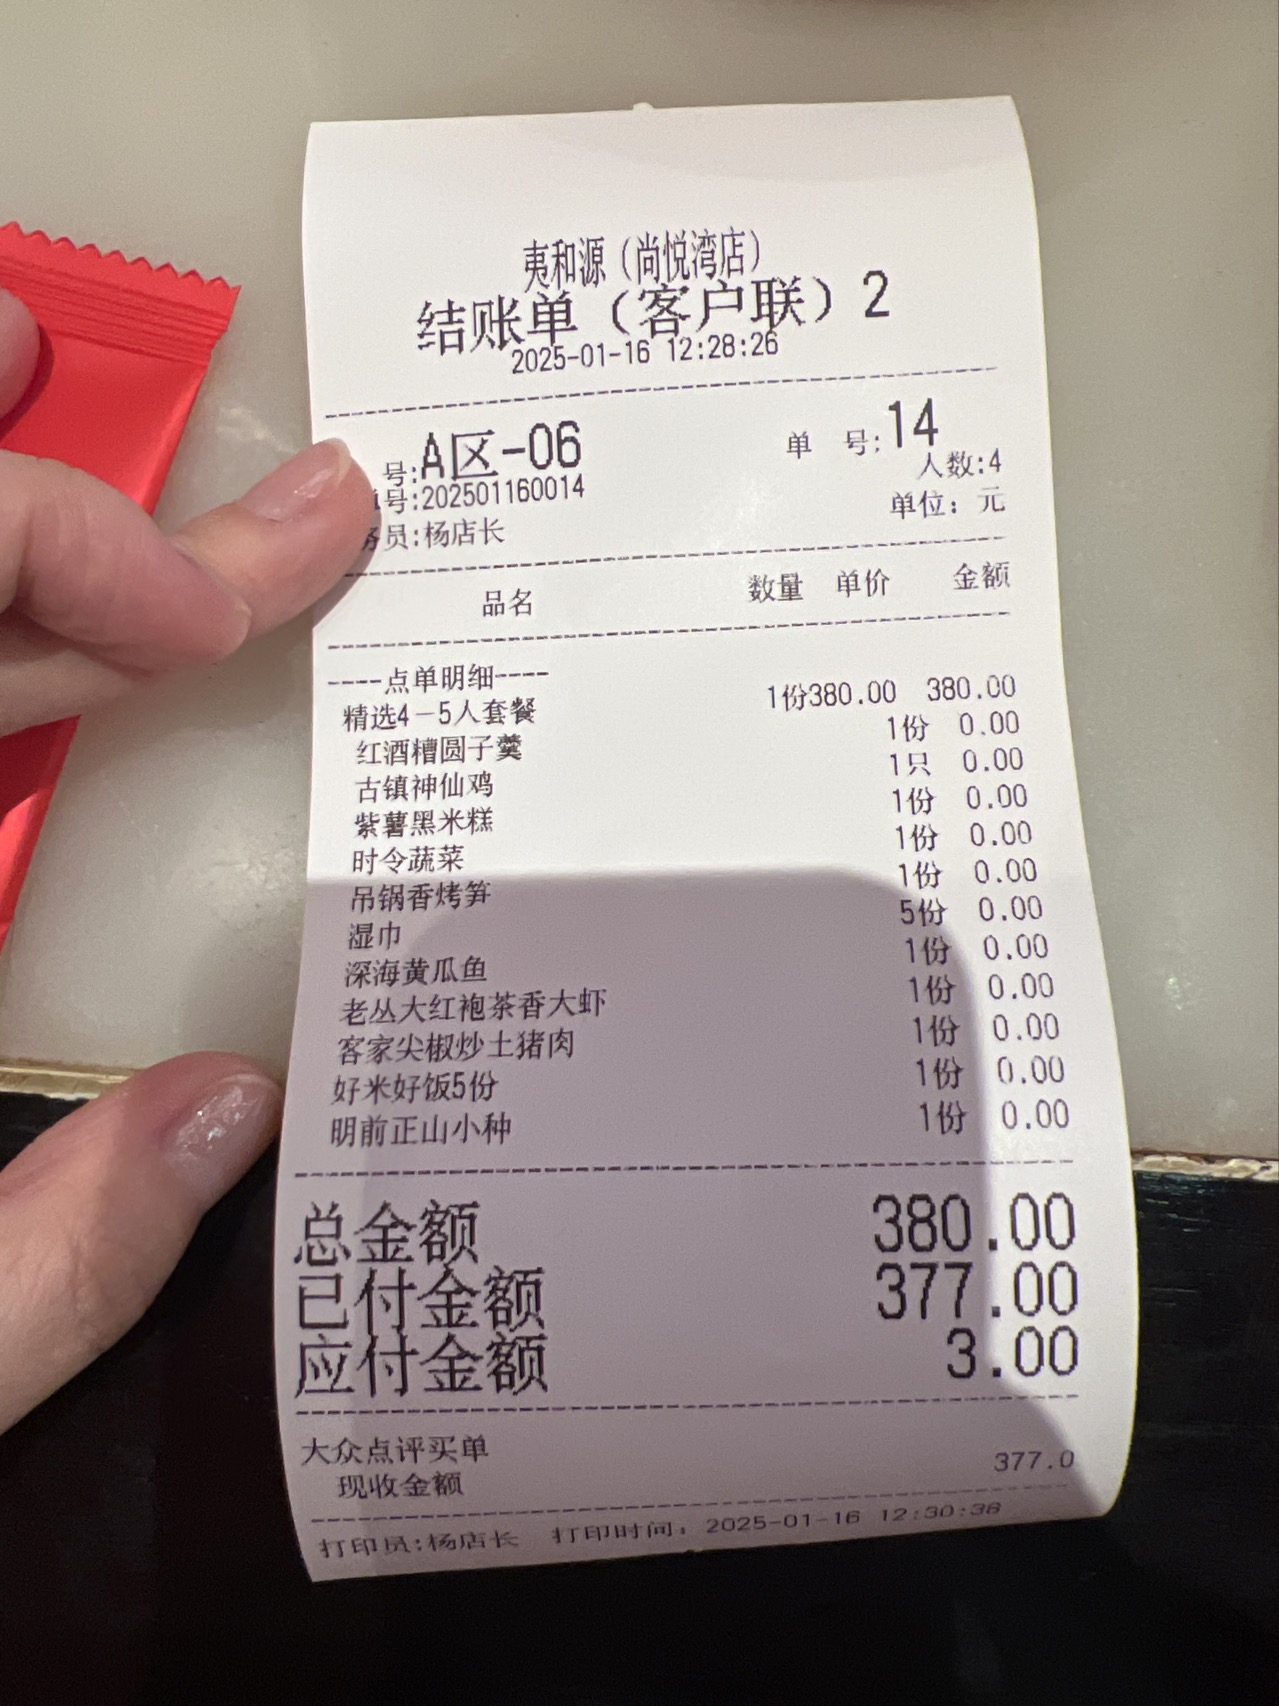 夷和源（尚悦湾店）
结账单（客户联）2
2025-01-16 12:28:26
号:A区-06 单 号:14
人数:4
单号:202501160014
单位: 元
务员:杨店长
品名 数量 单价 金额
----点单明细----
精选4-5人套餐 1份380.00 380.00
红酒糟圆子羹 1份 0.00
古镇神仙鸡 1只 0.00
紫薯黑米糕 1份 0.00
时令蔬菜 1份 0.00
吊锅香烤笋 1份 0.00
湿巾 5份 0.00
深海黄瓜鱼 1份 0.00
老丛大红袍茶香大虾 1份 0.00
客家尖椒炒土猪肉 1份 0.00
好米好饭5份 1份 0.00
明前正山小种 1份 0.00
总金额 380.00
已付金额 377.00
应付金额 3.00
大众点评买单
现收金额 377.0
打印员:杨店长 打印时间: 2025-01-16 12:30:38